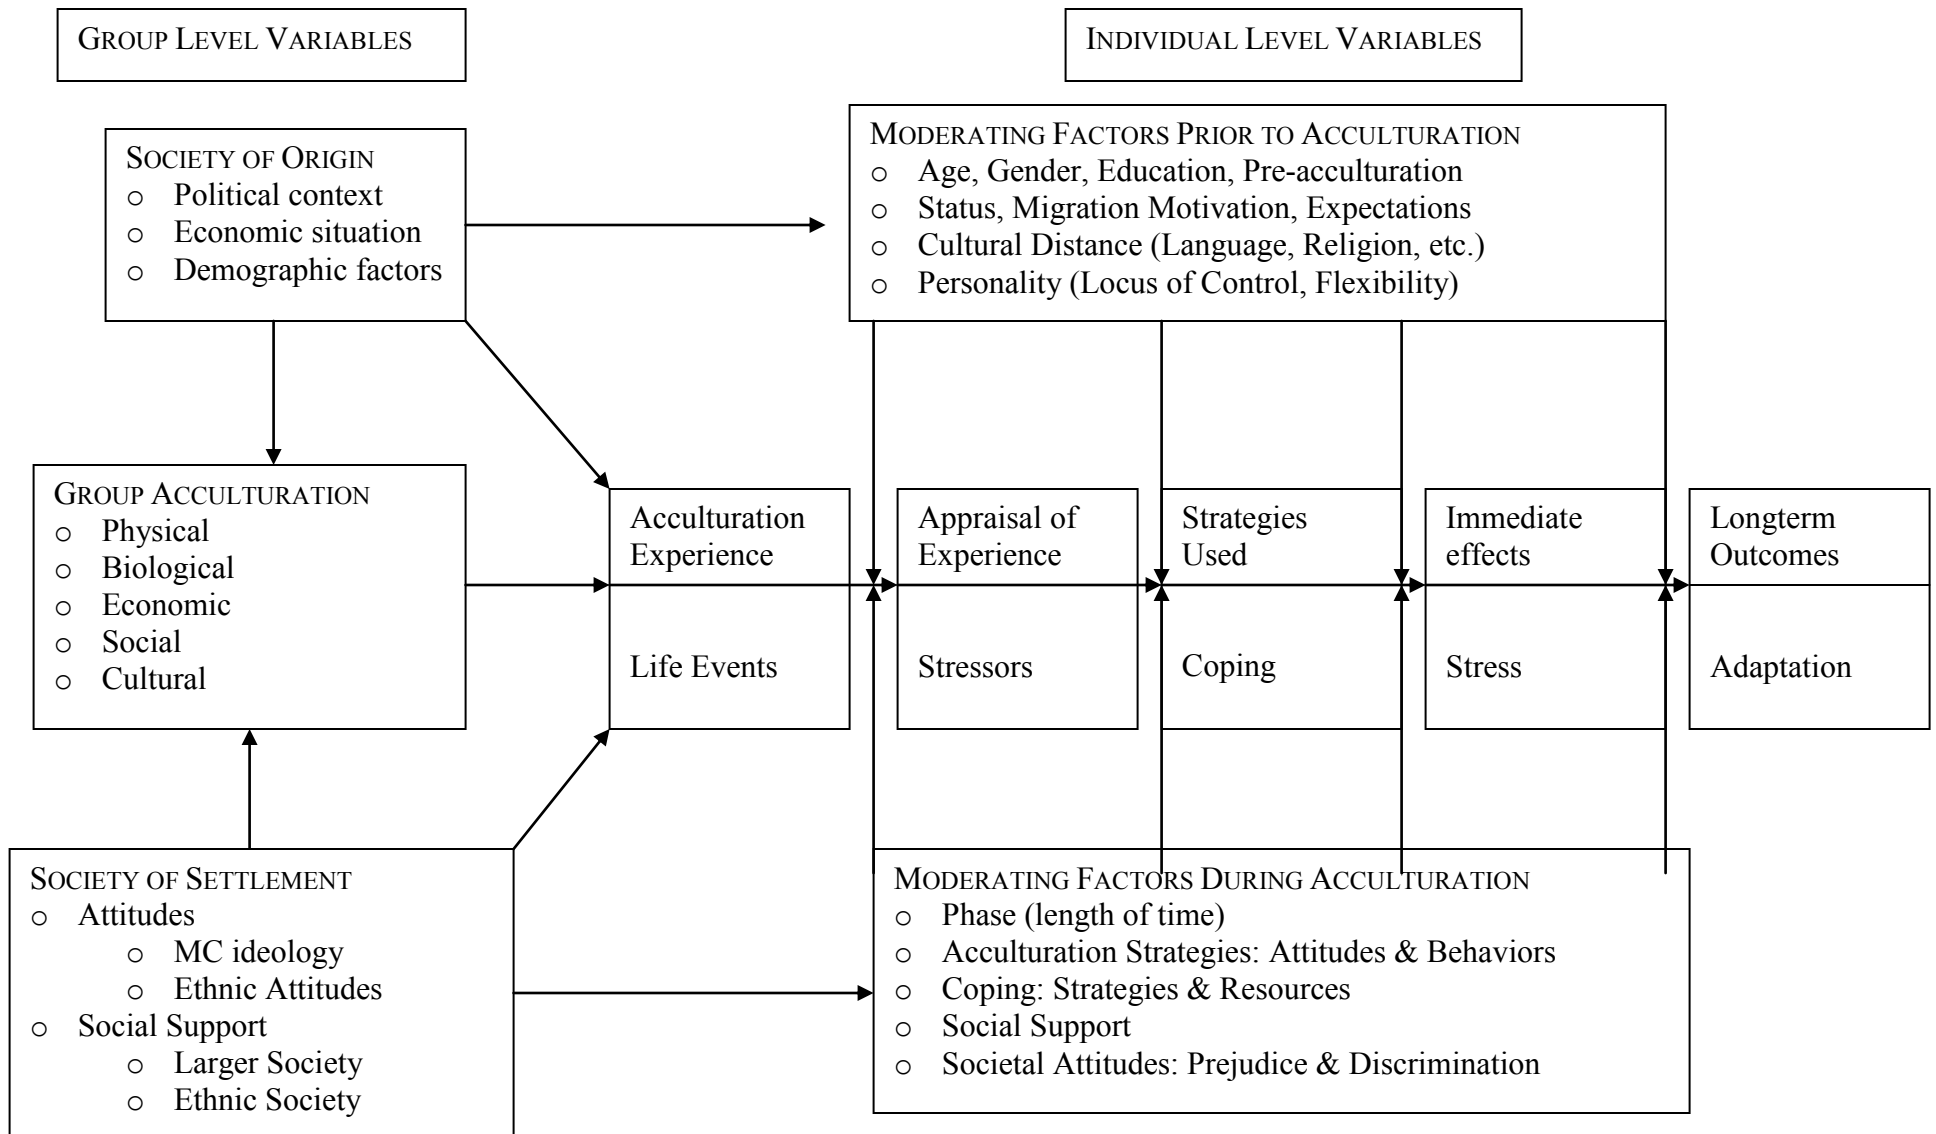 GROUP LEVEL VARIABLES
INDIVIDUAL LEVEL VARIABLES
SOCIETY OF ORIGIN
o Political context
o Economic situation
o Demographic factors
MODERATING FACTORS PRIOR TO ACCULTURATION
o Age, Gender, Education, Pre-acculturation
o Status, Migration Motivation, Expectations
o Cultural Distance (Language, Religion, etc.)
o Personality (Locus of Control, Flexibility)
GROUP ACCULTURATION
o Physical
o Biological
o Economic
o Social
o Cultural
Acculturation
Experience
Life Events
Appraisal of
Experience
Stressors
Strategies
Used
Coping
Immediate
effects
Stress
Longterm
Outcomes
Adaptation
SOCIETY OF SETTLEMENT
o Attitudes
o MC ideology
o Ethnic Attitudes
o Social Support
o Larger Society
o Ethnic Society
MODERATING FACTORS DURING ACCULTURATION
o Phase (length of time)
o Acculturation Strategies: Attitudes & Behaviors
o Coping: Strategies & Resources
o Social Support
o Societal Attitudes: Prejudice & Discrimination